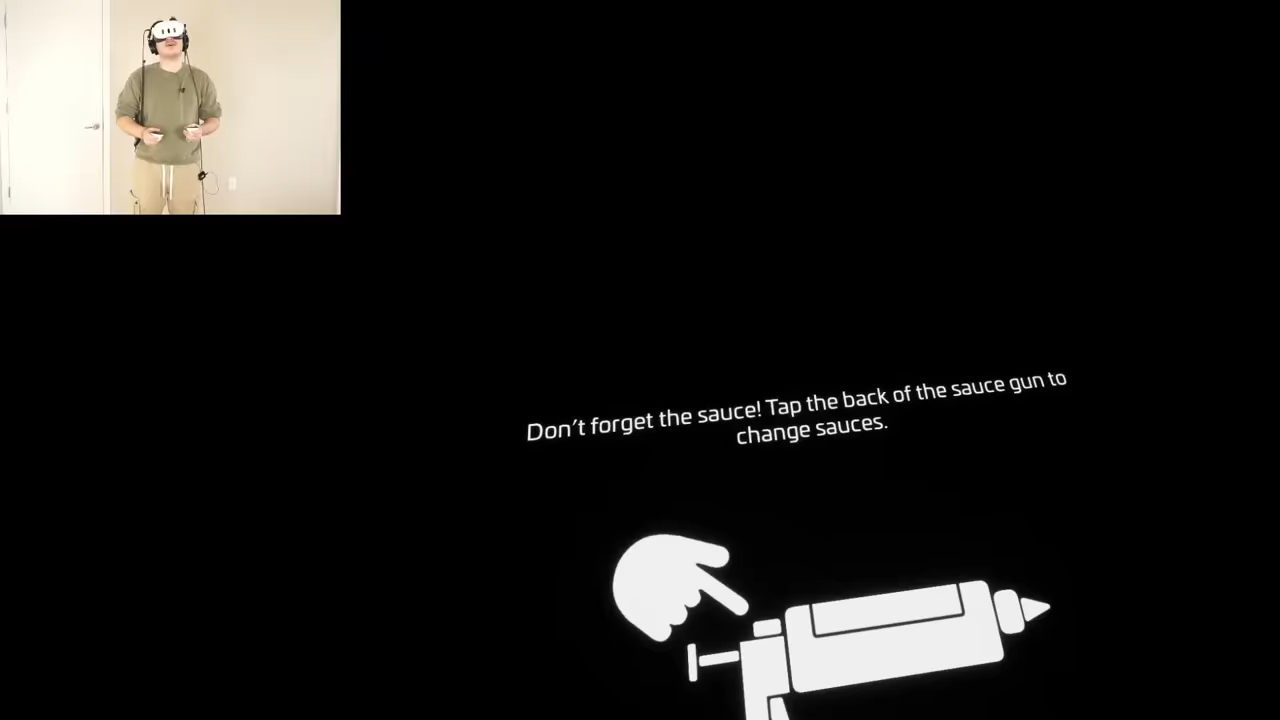 Don't forget the sauce! Tap the back of the sauce gun to
change sauces.